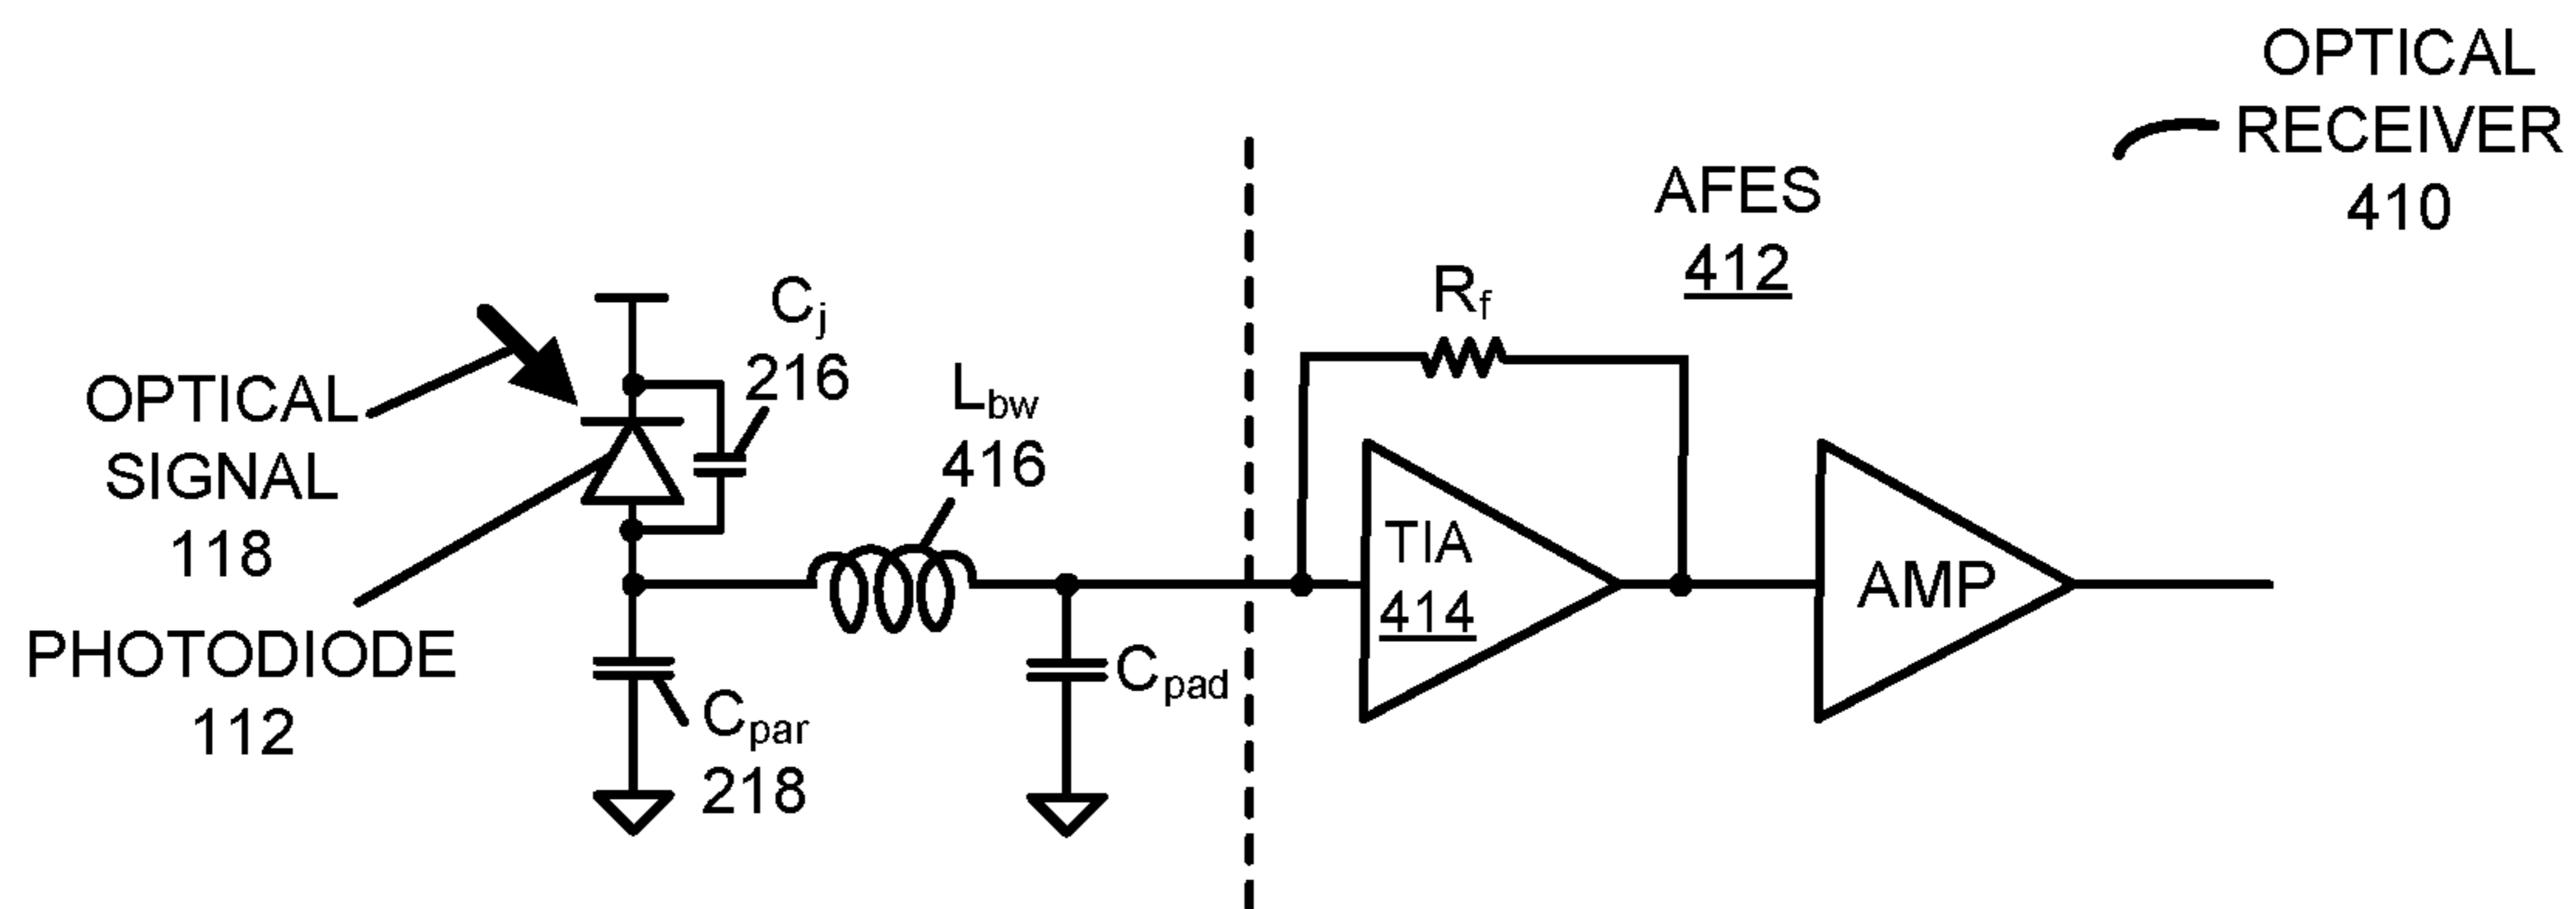 OPTICAL
RECEIVER
410
AFES
412
Rf
Cj
216
Lbw
416
OPTICAL
SIGNAL
118
TIA
414
AMP
PHOTODIODE
112
Cpar
218
Cpad